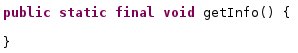 public static final void getInfo() {
}